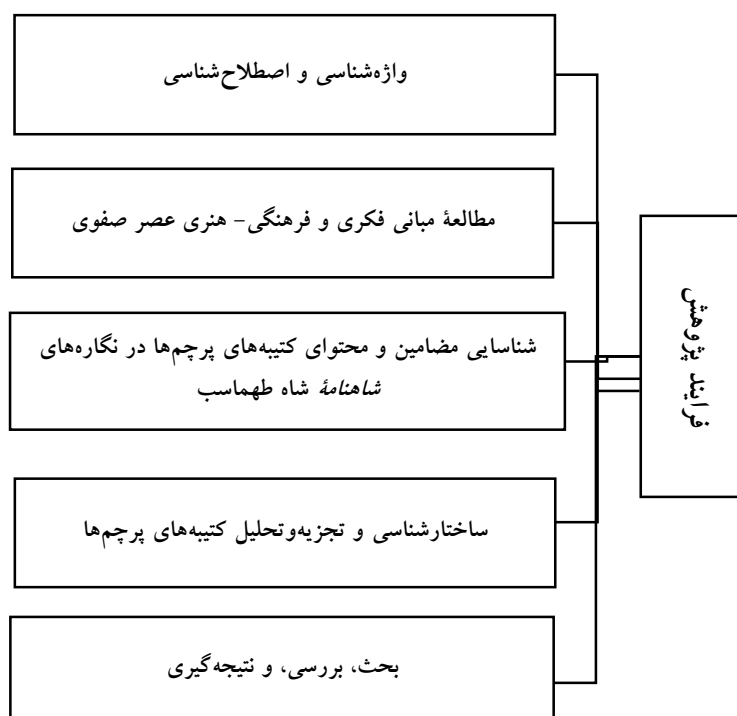 فرایند پژوهش
واژه‌شناسی و اصطلاح‌شناسی
مطالعهٔ مبانی فکری و فرهنگی- هنری عصر صفوی
شناسایی مضامین و محتوای کتیبه‌های پرچم‌ها در نگاره‌های
شاهنامهٔ شاه طهماسب
ساختارشناسی و تجزیه‌وتحلیل کتیبه‌های پرچم‌ها
بحث، بررسی، و نتیجه‌گیری